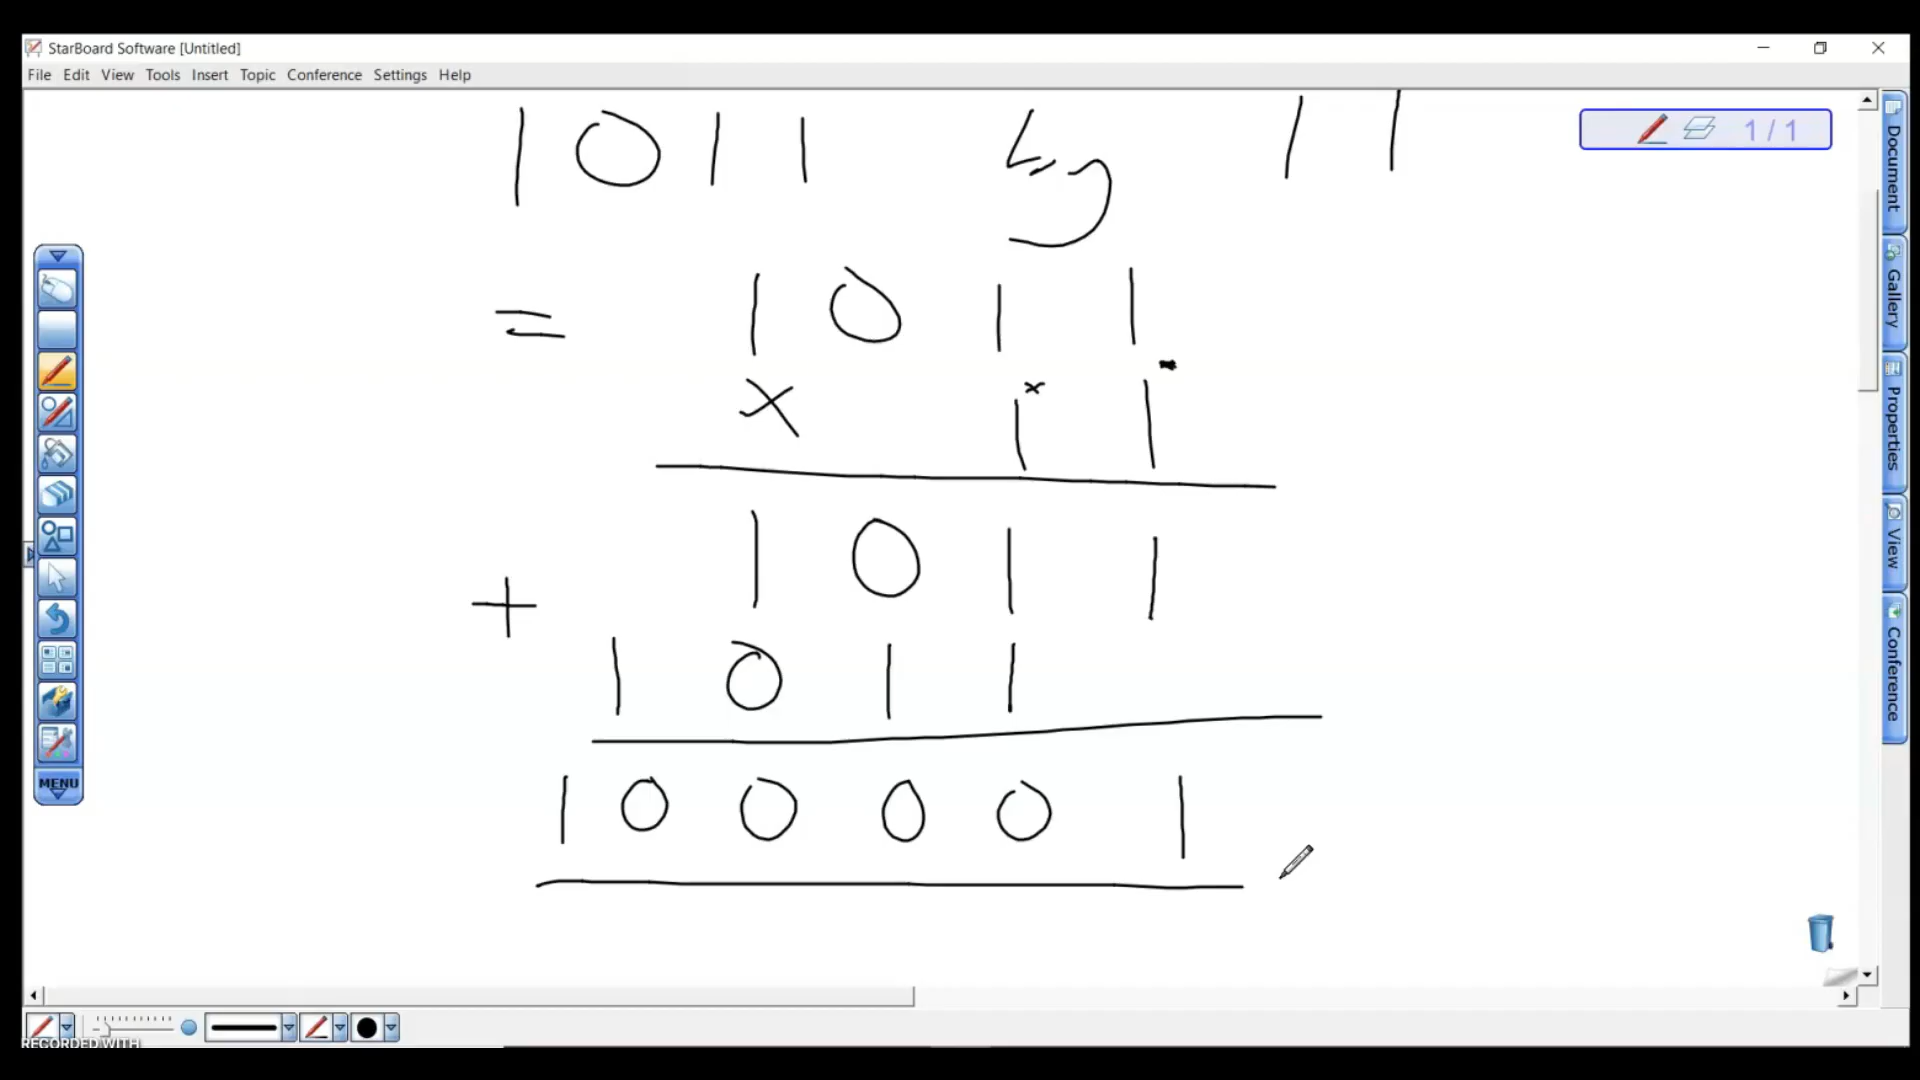 StarBoard Software [Untitled]
File Edit View Tools Insert Topic Conference Settings Help
1 / 1
1011 by 11
= 1011
x 11
1011
+
1011
100001
Document
Gallery
Properties
View
Conference
MENU
RECORDED WITH